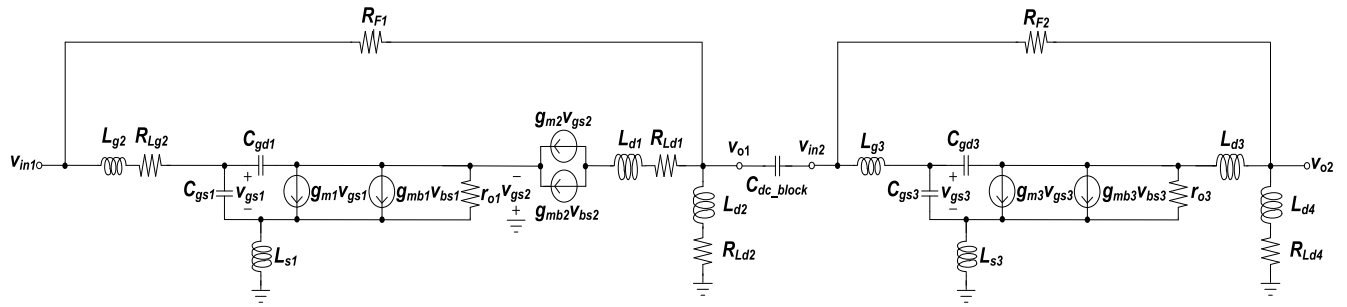 R_F1
R_F2
L_g2 R_Lg2
C_gd1
g_m2v_gs2
L_d1 R_Ld1
v_in1
v_o1
v_in2
L_g3
C_gd3
L_d3
v_o2
C_gs1
+
v_gs1
−
g_m1v_gs1
g_mb1v_bs1
r_o1
−
v_gs2
+
g_mb2v_bs2
C_dc_block
C_gs3
+
v_gs3
−
g_m3v_gs3
g_mb3v_bs3
r_o3
L_d2
L_d4
L_s1
R_Ld2
L_s3
R_Ld4